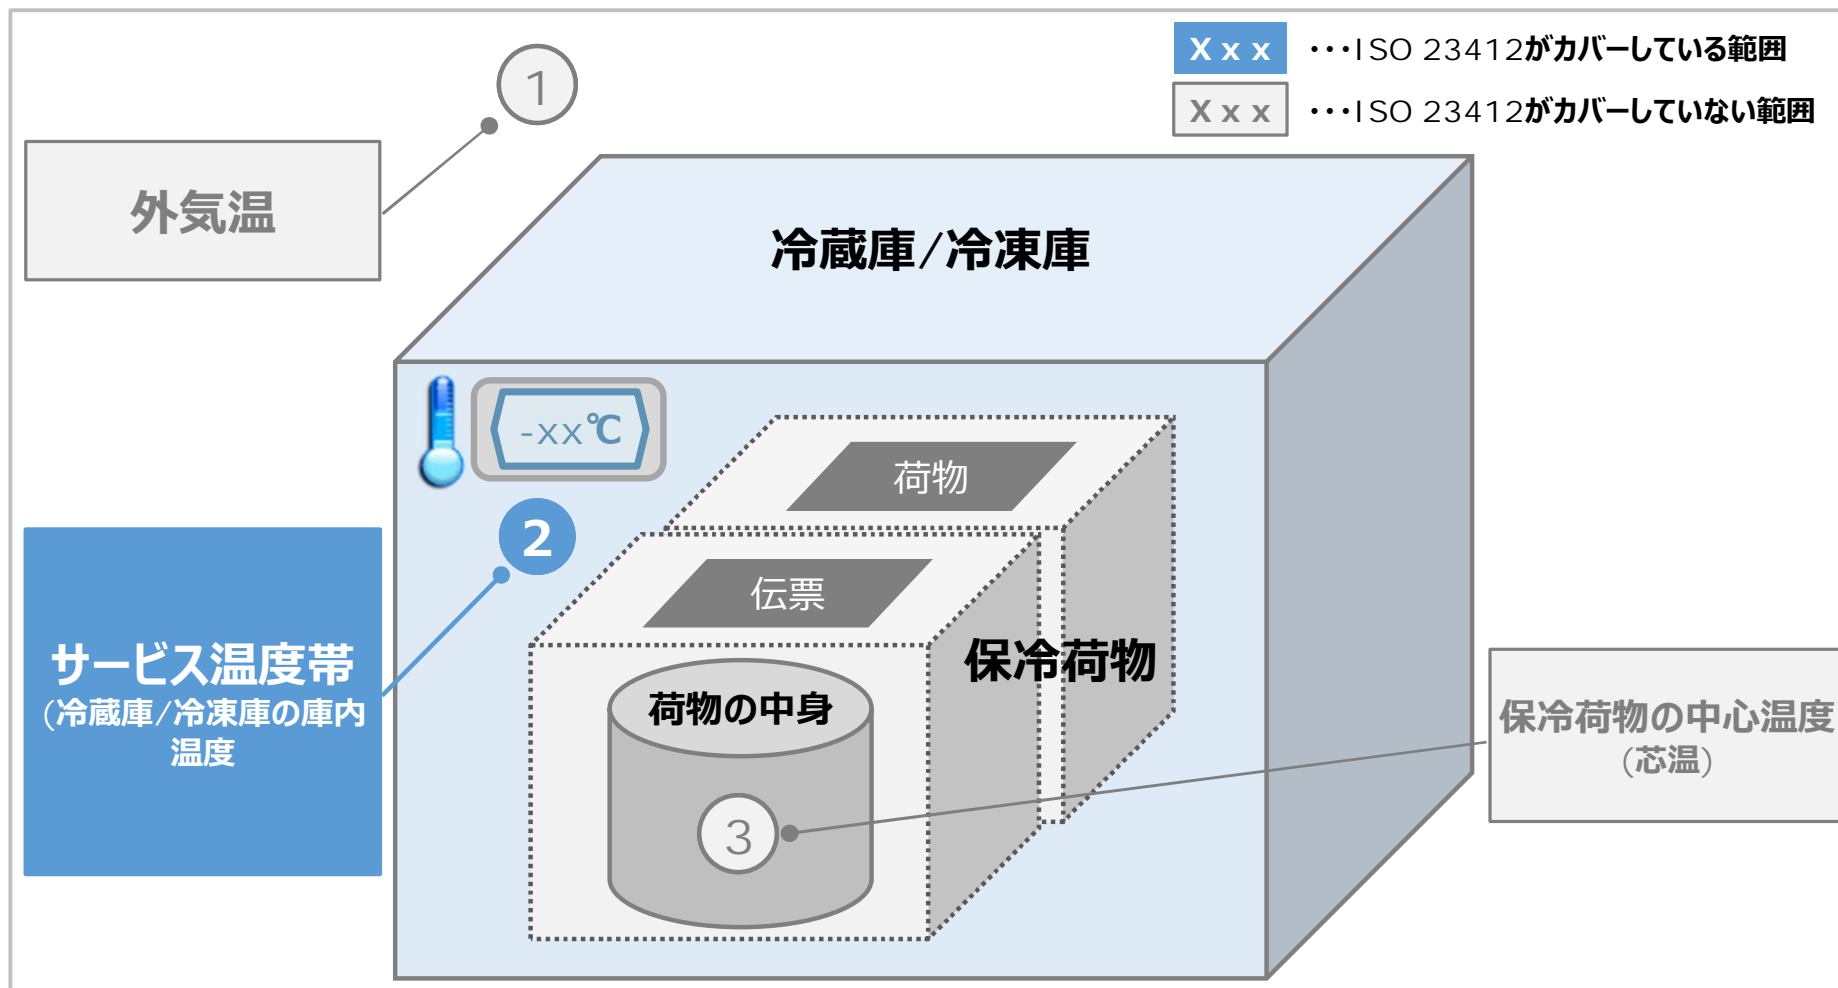 1
X x x ・・・ISO 23412がカバーしている範囲
X x x ・・・ISO 23412がカバーしていない範囲
外気温
冷蔵庫/冷凍庫
-xx℃
荷物
2
伝票
サービス温度帯
(冷蔵庫/冷凍庫の庫内
温度
保冷荷物
荷物の中身
保冷荷物の中心温度
(芯温)
3